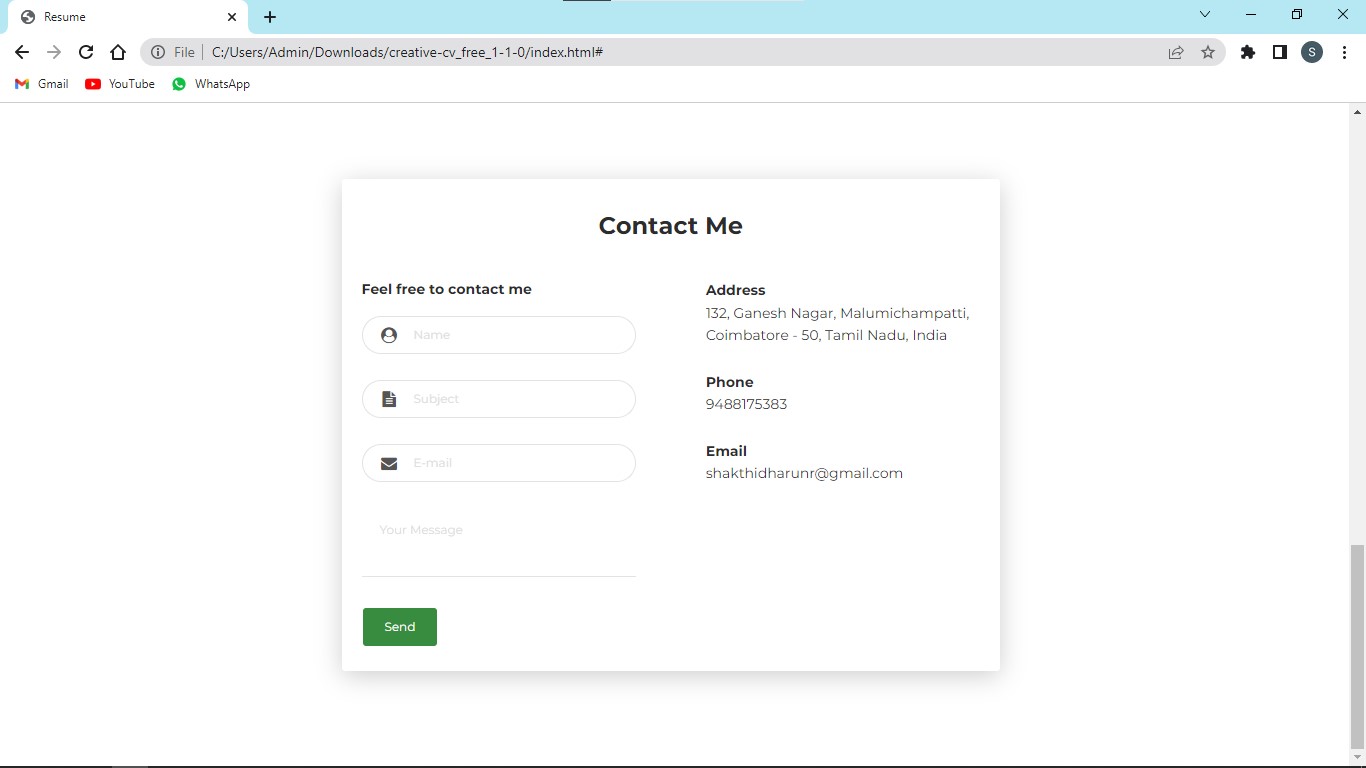 Resume
File
C:/Users/Admin/Downloads/creative-cv_free_1-1-0/index.html#
S
Gmail
YouTube
WhatsApp
Contact Me
Feel free to contact me
Name
Subject
E-mail
Your Message
Send
Address
132, Ganesh Nagar, Malumichampatti,
Coimbatore - 50, Tamil Nadu, India
Phone
9488175383
Email
shakthidharunr@gmail.com